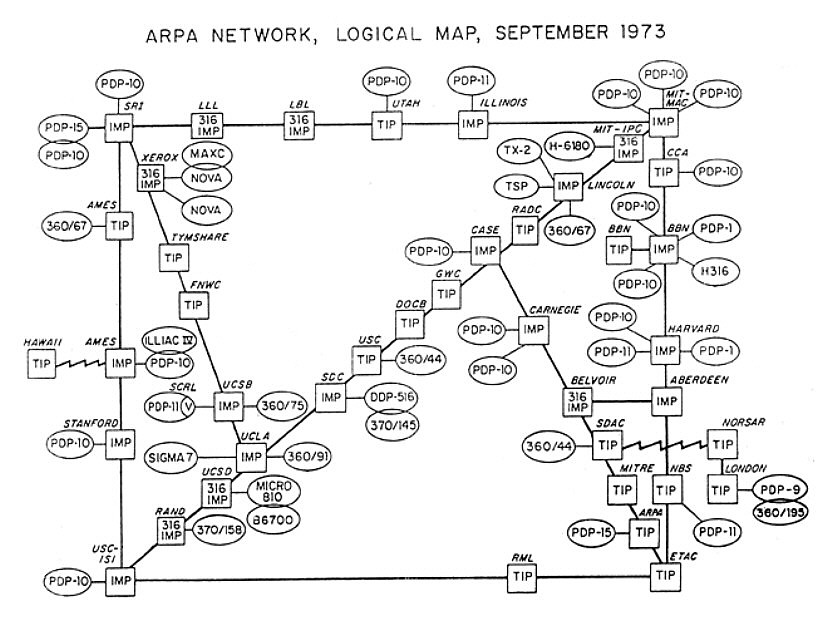 ARPA NETWORK, LOGICAL MAP, SEPTEMBER 1973
PDP-10
PDP-10
PDP-10
PDP-11
SRI
LLL
LBL
UTAH
ILLINOIS
PDP-10
MIT-
MAC
PDP-10
PDP-15
IMP
316
IMP
316
IMP
TIP
IMP
IMP
PDP-10
MIT-IPC
XEROX
MAXC
TX-2
H-6180
316
IMP
CCA
316
IMP
NOVA
TSP
IMP
LINCOLN
TIP
PDP-10
NOVA
AMES
RADC
PDP-10
360/67
TIP
TIP
360/67
BBN
BBN
PDP-1
TYMSHARE
CASE
TIP
PDP-10
IMP
TIP
IMP
GWC
H316
FNWC
TIP
PDP-10
TIP
DOCB
CARNEGIE
PDP-10
HAWAII
AMES
ILLIAC IV
USC
TIP
PDP-10
IMP
HARVARD
TIP
IMP
PDP-10
TIP
360/44
PDP-10
PDP-11
IMP
PDP-1
SCRL
UCSB
SDC
BELVOIR
ABERDEEN
PDP-11
V
IMP
360/75
IMP
DDP-516
316
IMP
IMP
STANFORD
UCLA
370/145
SDAC
NORSAR
PDP-10
IMP
SIGMA 7
IMP
360/91
360/44
TIP
TIP
UCSD
MITRE
NBS
LONDON
316
IMP
MICRO
810
TIP
TIP
TIP
PDP-9
RAND
B6700
ARPA
360/195
316
IMP
370/158
PDP-15
TIP
PDP-11
USC-
ISI
RML
ETAC
PDP-10
IMP
TIP
TIP